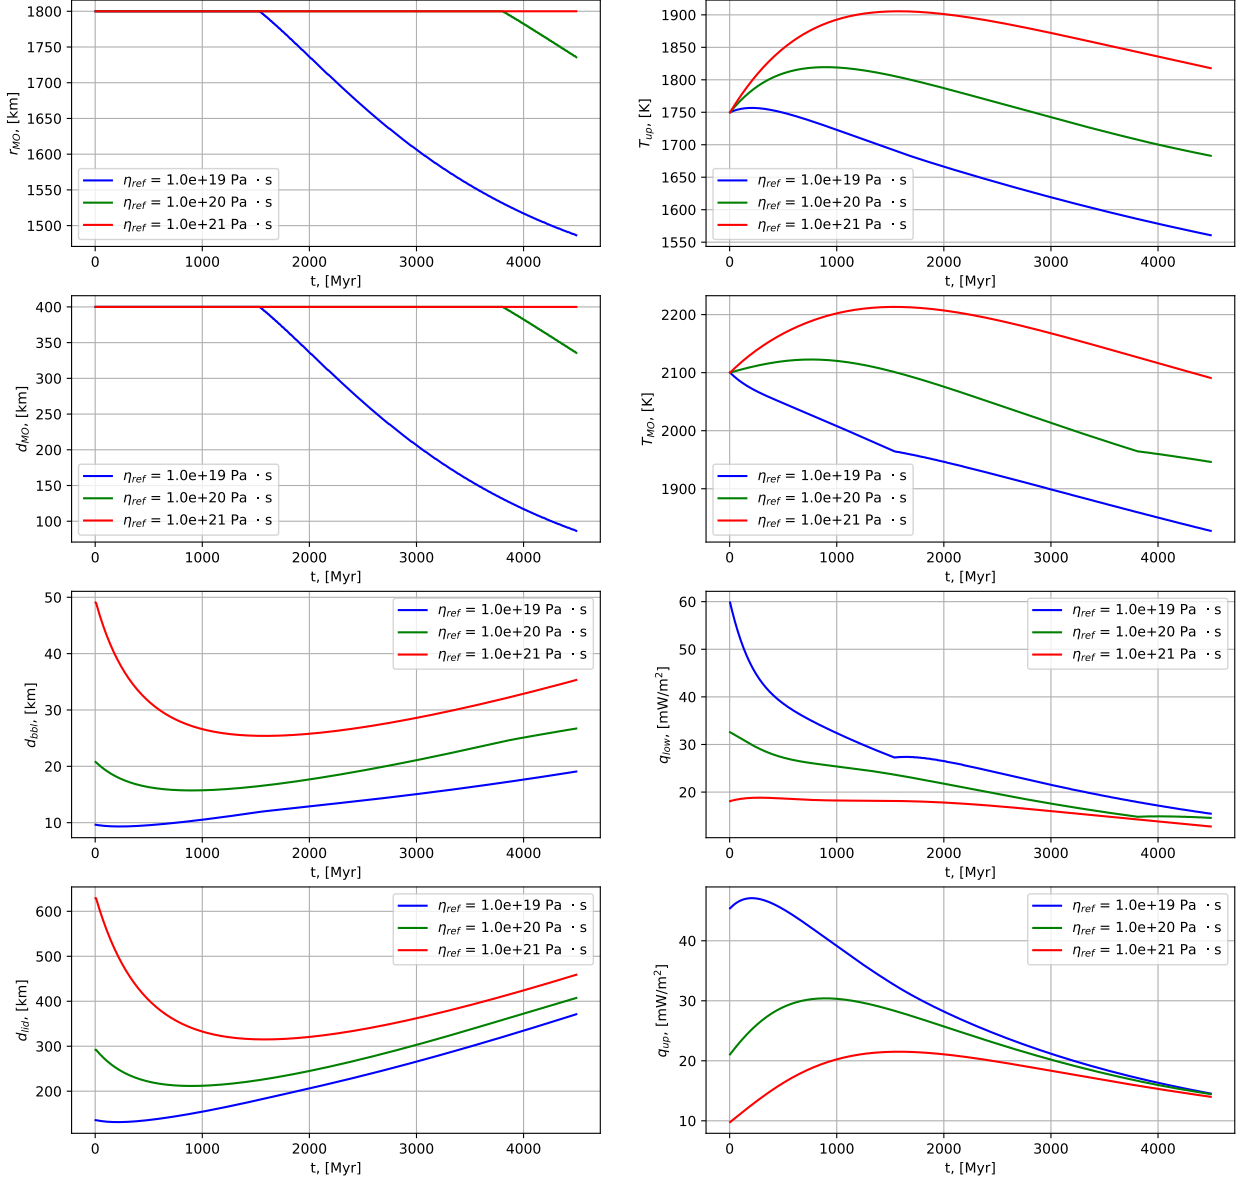 1800
1750
1700
1650
1600
1550
1500
r_MO, [km]
η_ref = 1.0e+19 Pa · s
η_ref = 1.0e+20 Pa · s
η_ref = 1.0e+21 Pa · s
0 1000 2000 3000 4000
t, [Myr]
1900
1850
1800
1750
1700
1650
1600
1550
T_up, [K]
η_ref = 1.0e+19 Pa · s
η_ref = 1.0e+20 Pa · s
η_ref = 1.0e+21 Pa · s
0 1000 2000 3000 4000
t, [Myr]
400
350
300
250
200
150
100
d_MO, [km]
η_ref = 1.0e+19 Pa · s
η_ref = 1.0e+20 Pa · s
η_ref = 1.0e+21 Pa · s
0 1000 2000 3000 4000
t, [Myr]
2200
2100
2000
1900
T_MO, [K]
η_ref = 1.0e+19 Pa · s
η_ref = 1.0e+20 Pa · s
η_ref = 1.0e+21 Pa · s
0 1000 2000 3000 4000
t, [Myr]
50
40
30
20
10
d_bbl, [km]
η_ref = 1.0e+19 Pa · s
η_ref = 1.0e+20 Pa · s
η_ref = 1.0e+21 Pa · s
0 1000 2000 3000 4000
t, [Myr]
60
50
40
30
20
q_low, [mW/m²]
η_ref = 1.0e+19 Pa · s
η_ref = 1.0e+20 Pa · s
η_ref = 1.0e+21 Pa · s
0 1000 2000 3000 4000
t, [Myr]
600
500
400
300
200
d_lid, [km]
η_ref = 1.0e+19 Pa · s
η_ref = 1.0e+20 Pa · s
η_ref = 1.0e+21 Pa · s
0 1000 2000 3000 4000
t, [Myr]
40
30
20
10
q_up, [mW/m²]
η_ref = 1.0e+19 Pa · s
η_ref = 1.0e+20 Pa · s
η_ref = 1.0e+21 Pa · s
0 1000 2000 3000 4000
t, [Myr]